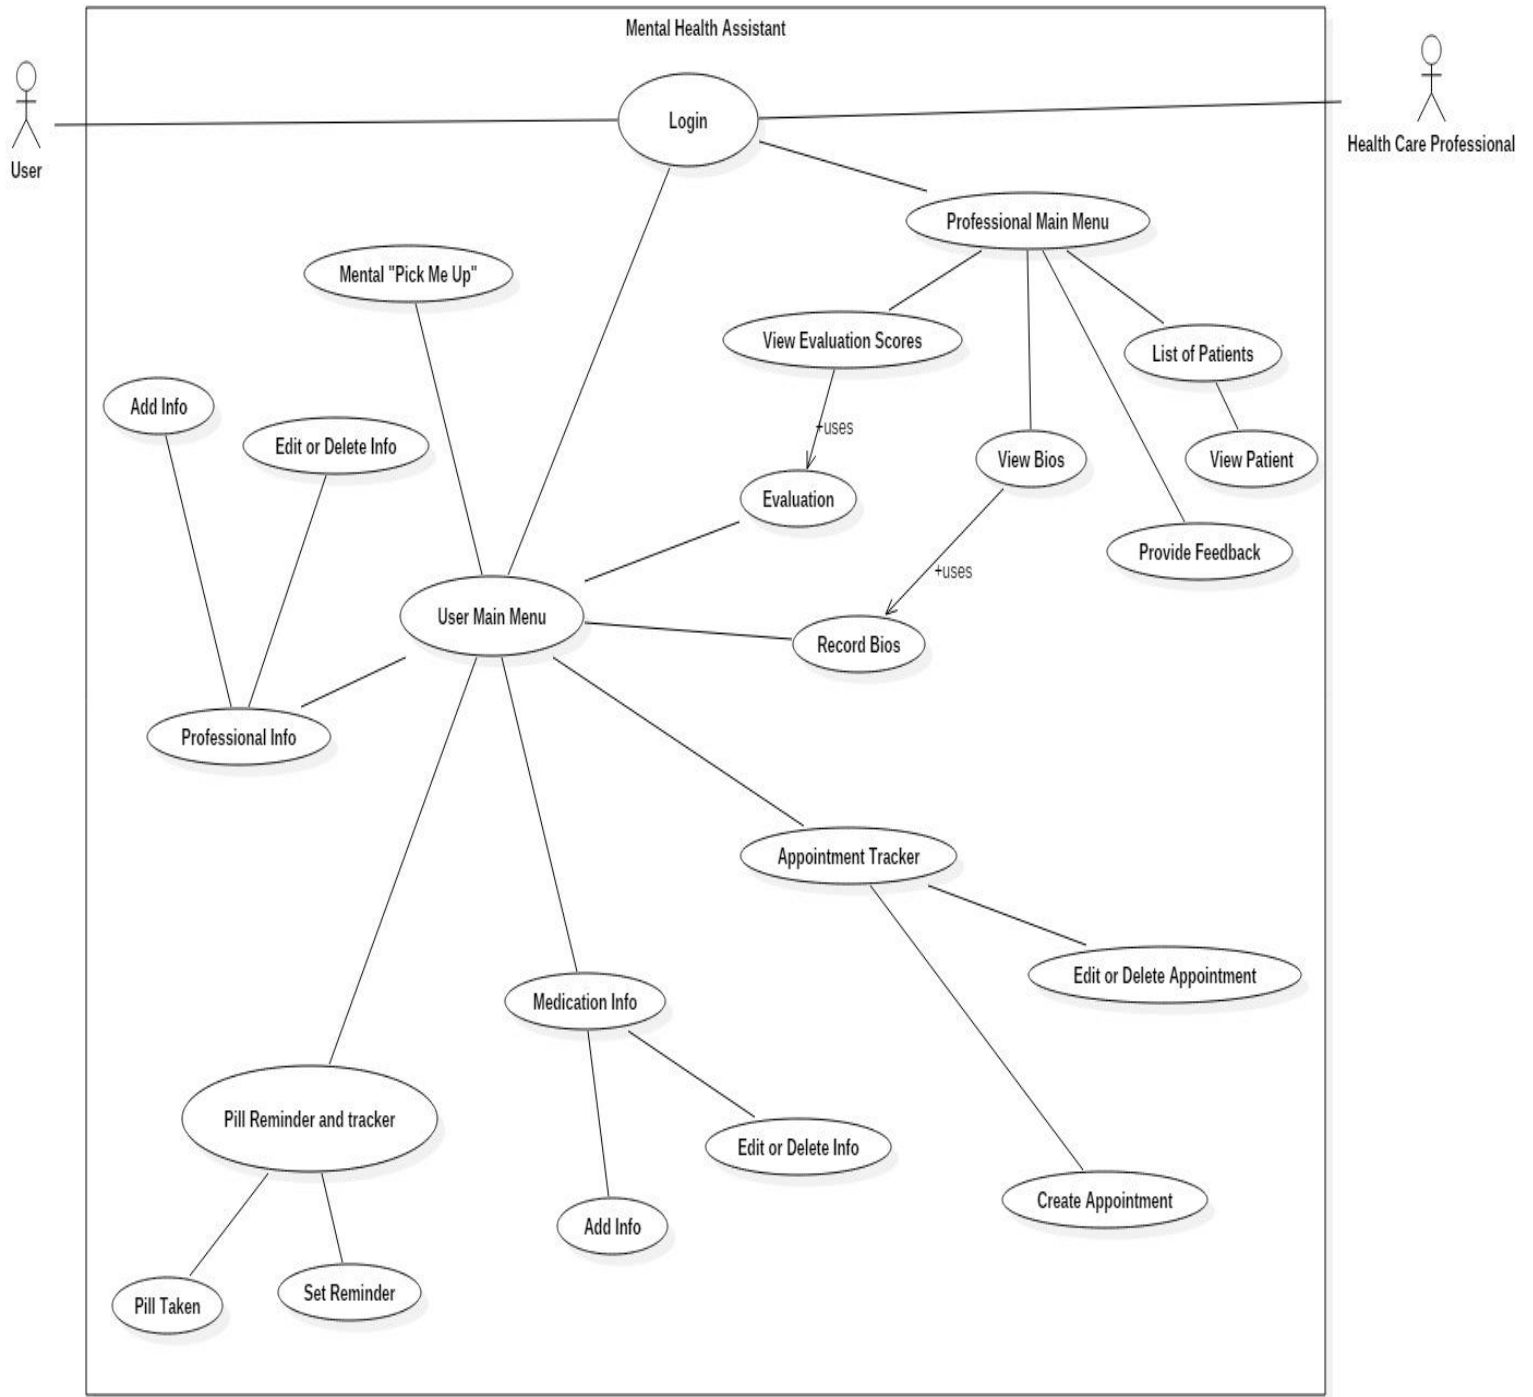 Mental Health Assistant
User
Login
Health Care Professional
Professional Main Menu
Mental "Pick Me Up"
View Evaluation Scores
List of Patients
Add Info
Edit or Delete Info
+uses
View Bios
View Patient
Evaluation
Provide Feedback
+uses
User Main Menu
Record Bios
Professional Info
Appointment Tracker
Edit or Delete Appointment
Medication Info
Pill Reminder and tracker
Edit or Delete Info
Create Appointment
Add Info
Set Reminder
Pill Taken